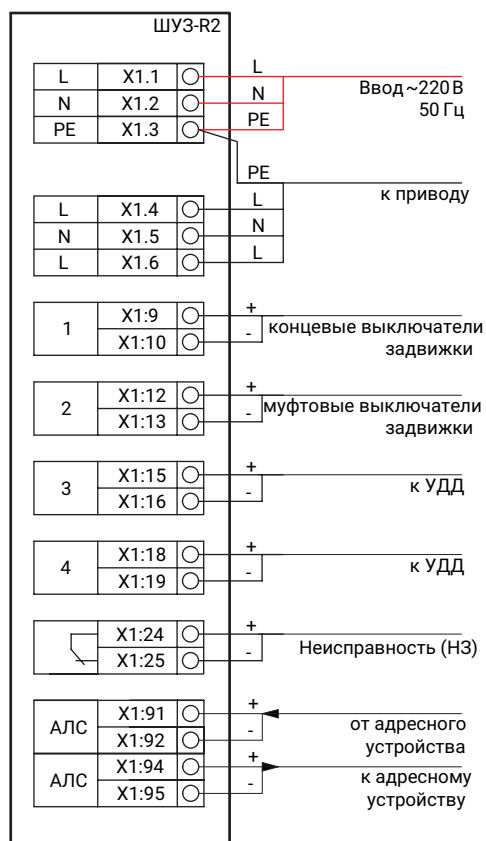 ШУЗ-R2
L X1.1 L
N X1.2 N
PE X1.3 PE
Ввод ~220 В
50 Гц
PE
к приводу
L X1.4 L
N X1.5 N
L X1.6 L
1
X1:9 +
X1:10 -
концевые выключатели
задвижки
2
X1:12 +
X1:13 -
муфтовые выключатели
задвижки
3
X1:15 +
X1:16 -
к УДД
4
X1:18 +
X1:19 -
к УДД
X1:24 +
X1:25 -
Неисправность (НЗ)
АЛС
X1:91 +
X1:92 -
от адресного
устройства
АЛС
X1:94 +
X1:95 -
к адресному
устройству